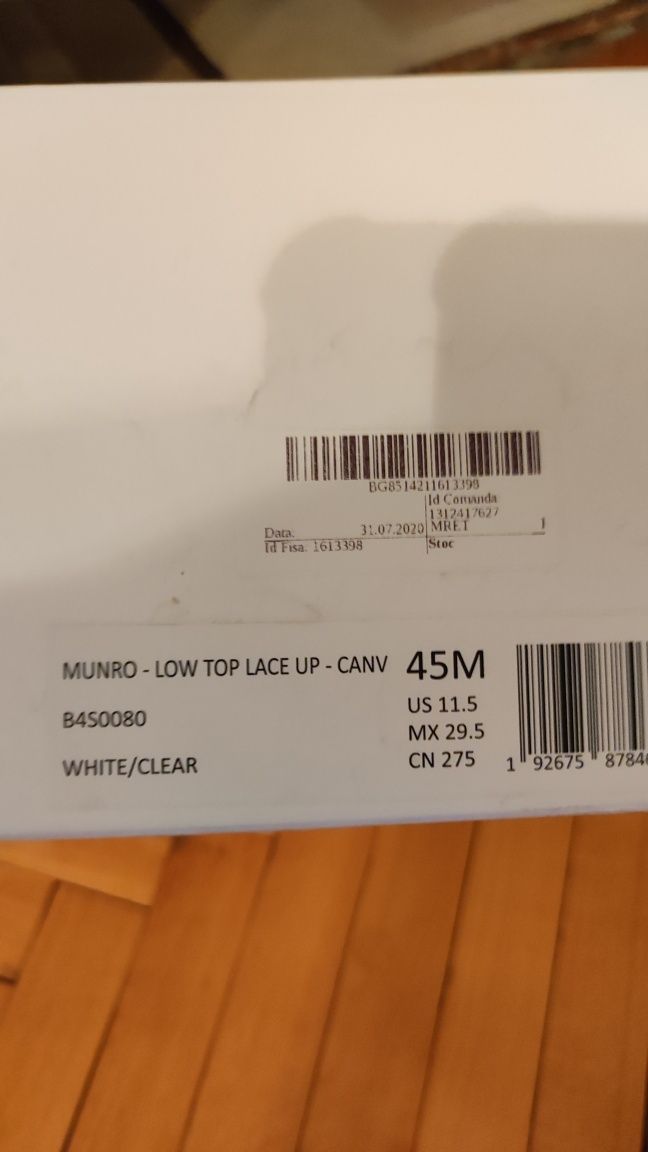 BG8514211613398
Id Comanda
1312417627
Data: 31.07.2020 MRET 1
Id Fisa: 1613398 Stoc
MUNRO - LOW TOP LACE UP - CANV 45M
US 11.5
B4S0080
MX 29.5
WHITE/CLEAR CN 275
1 92675 8784